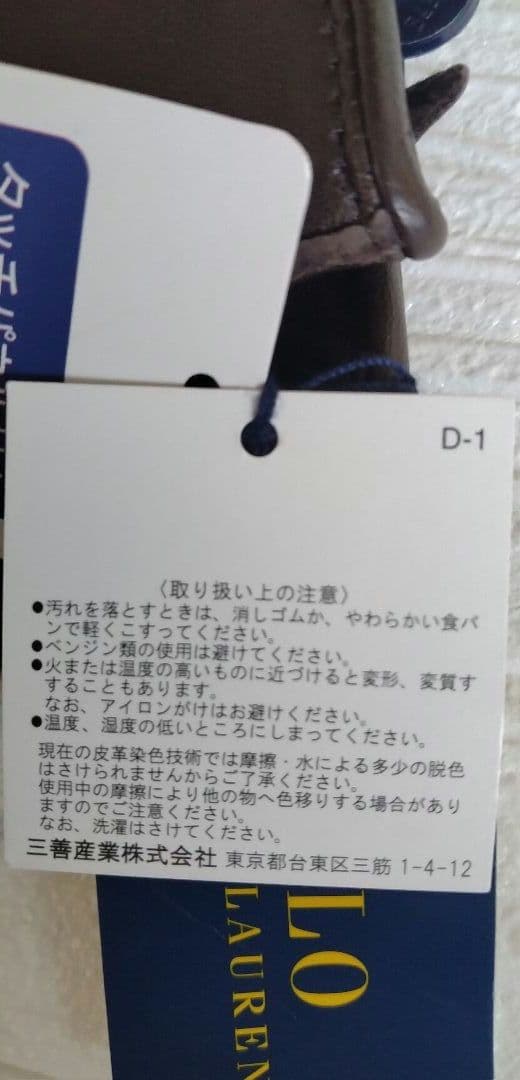 タッチパネ
D-1
〈取り扱い上の注意〉
●汚れを落とすときは、消しゴムか、やわらかい食パ
ンで軽くこすってください。
●ベンジン類の使用は避けてください。
●火または温度の高いものに近づけると変形、変質す
することもあります。
なお、アイロンがけはお避けください。
●温度、湿度の低いところにしまってください。
現在の皮革染色技術では摩擦・水による多少の脱色
はさけられませんからご了承ください。
使用中の摩擦により他の物へ色移りする場合があり
ますのでご注意ください。
なお、洗濯はさけてください。
三善産業株式会社 東京都台東区三筋 1-4-12
LO
LAUREN